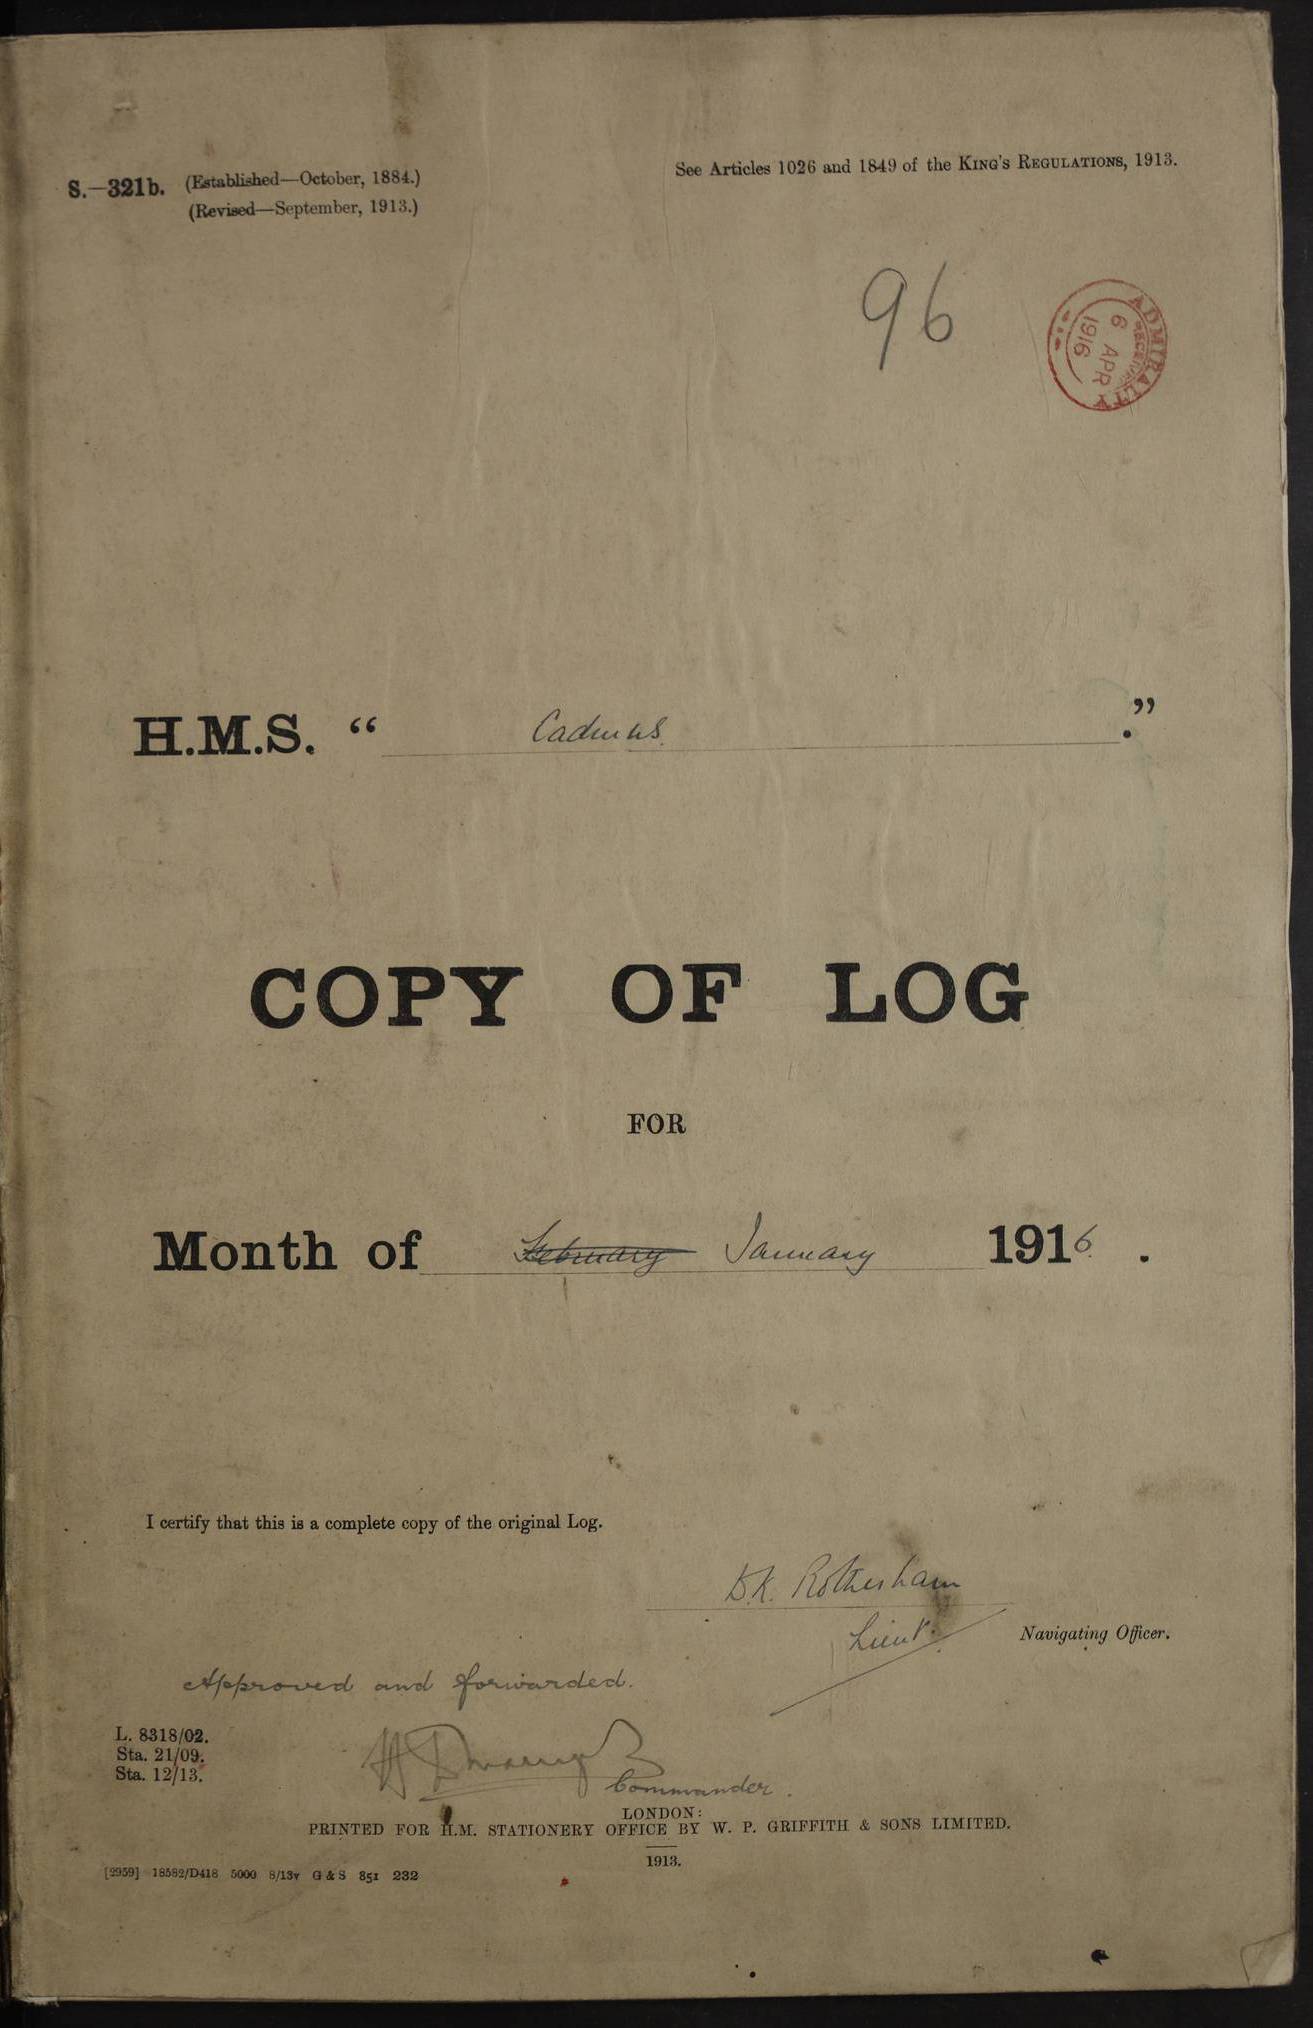 S.—321b. (Established—October, 1884.)
(Revised—September, 1913.)
See Articles 1026 and 1849 of the KING'S REGULATIONS, 1913.
96
ADMIRALTY
RECEIVED
6 APR
1916
H.M.S. “ Cadmus .”
COPY OF LOG
FOR
Month of February January 1916 .
I certify that this is a complete copy of the original Log.
D.K. Rotherham
Lieut. Navigating Officer.
Approved and forwarded.
L. 8318/02.
Sta. 21/09.
Sta. 12/13.
Commander.
LONDON:
PRINTED FOR H.M. STATIONERY OFFICE BY W. P. GRIFFITH & SONS LIMITED.
1913.
[2959] 18582/D418 5000 8/13v G & S 851 232